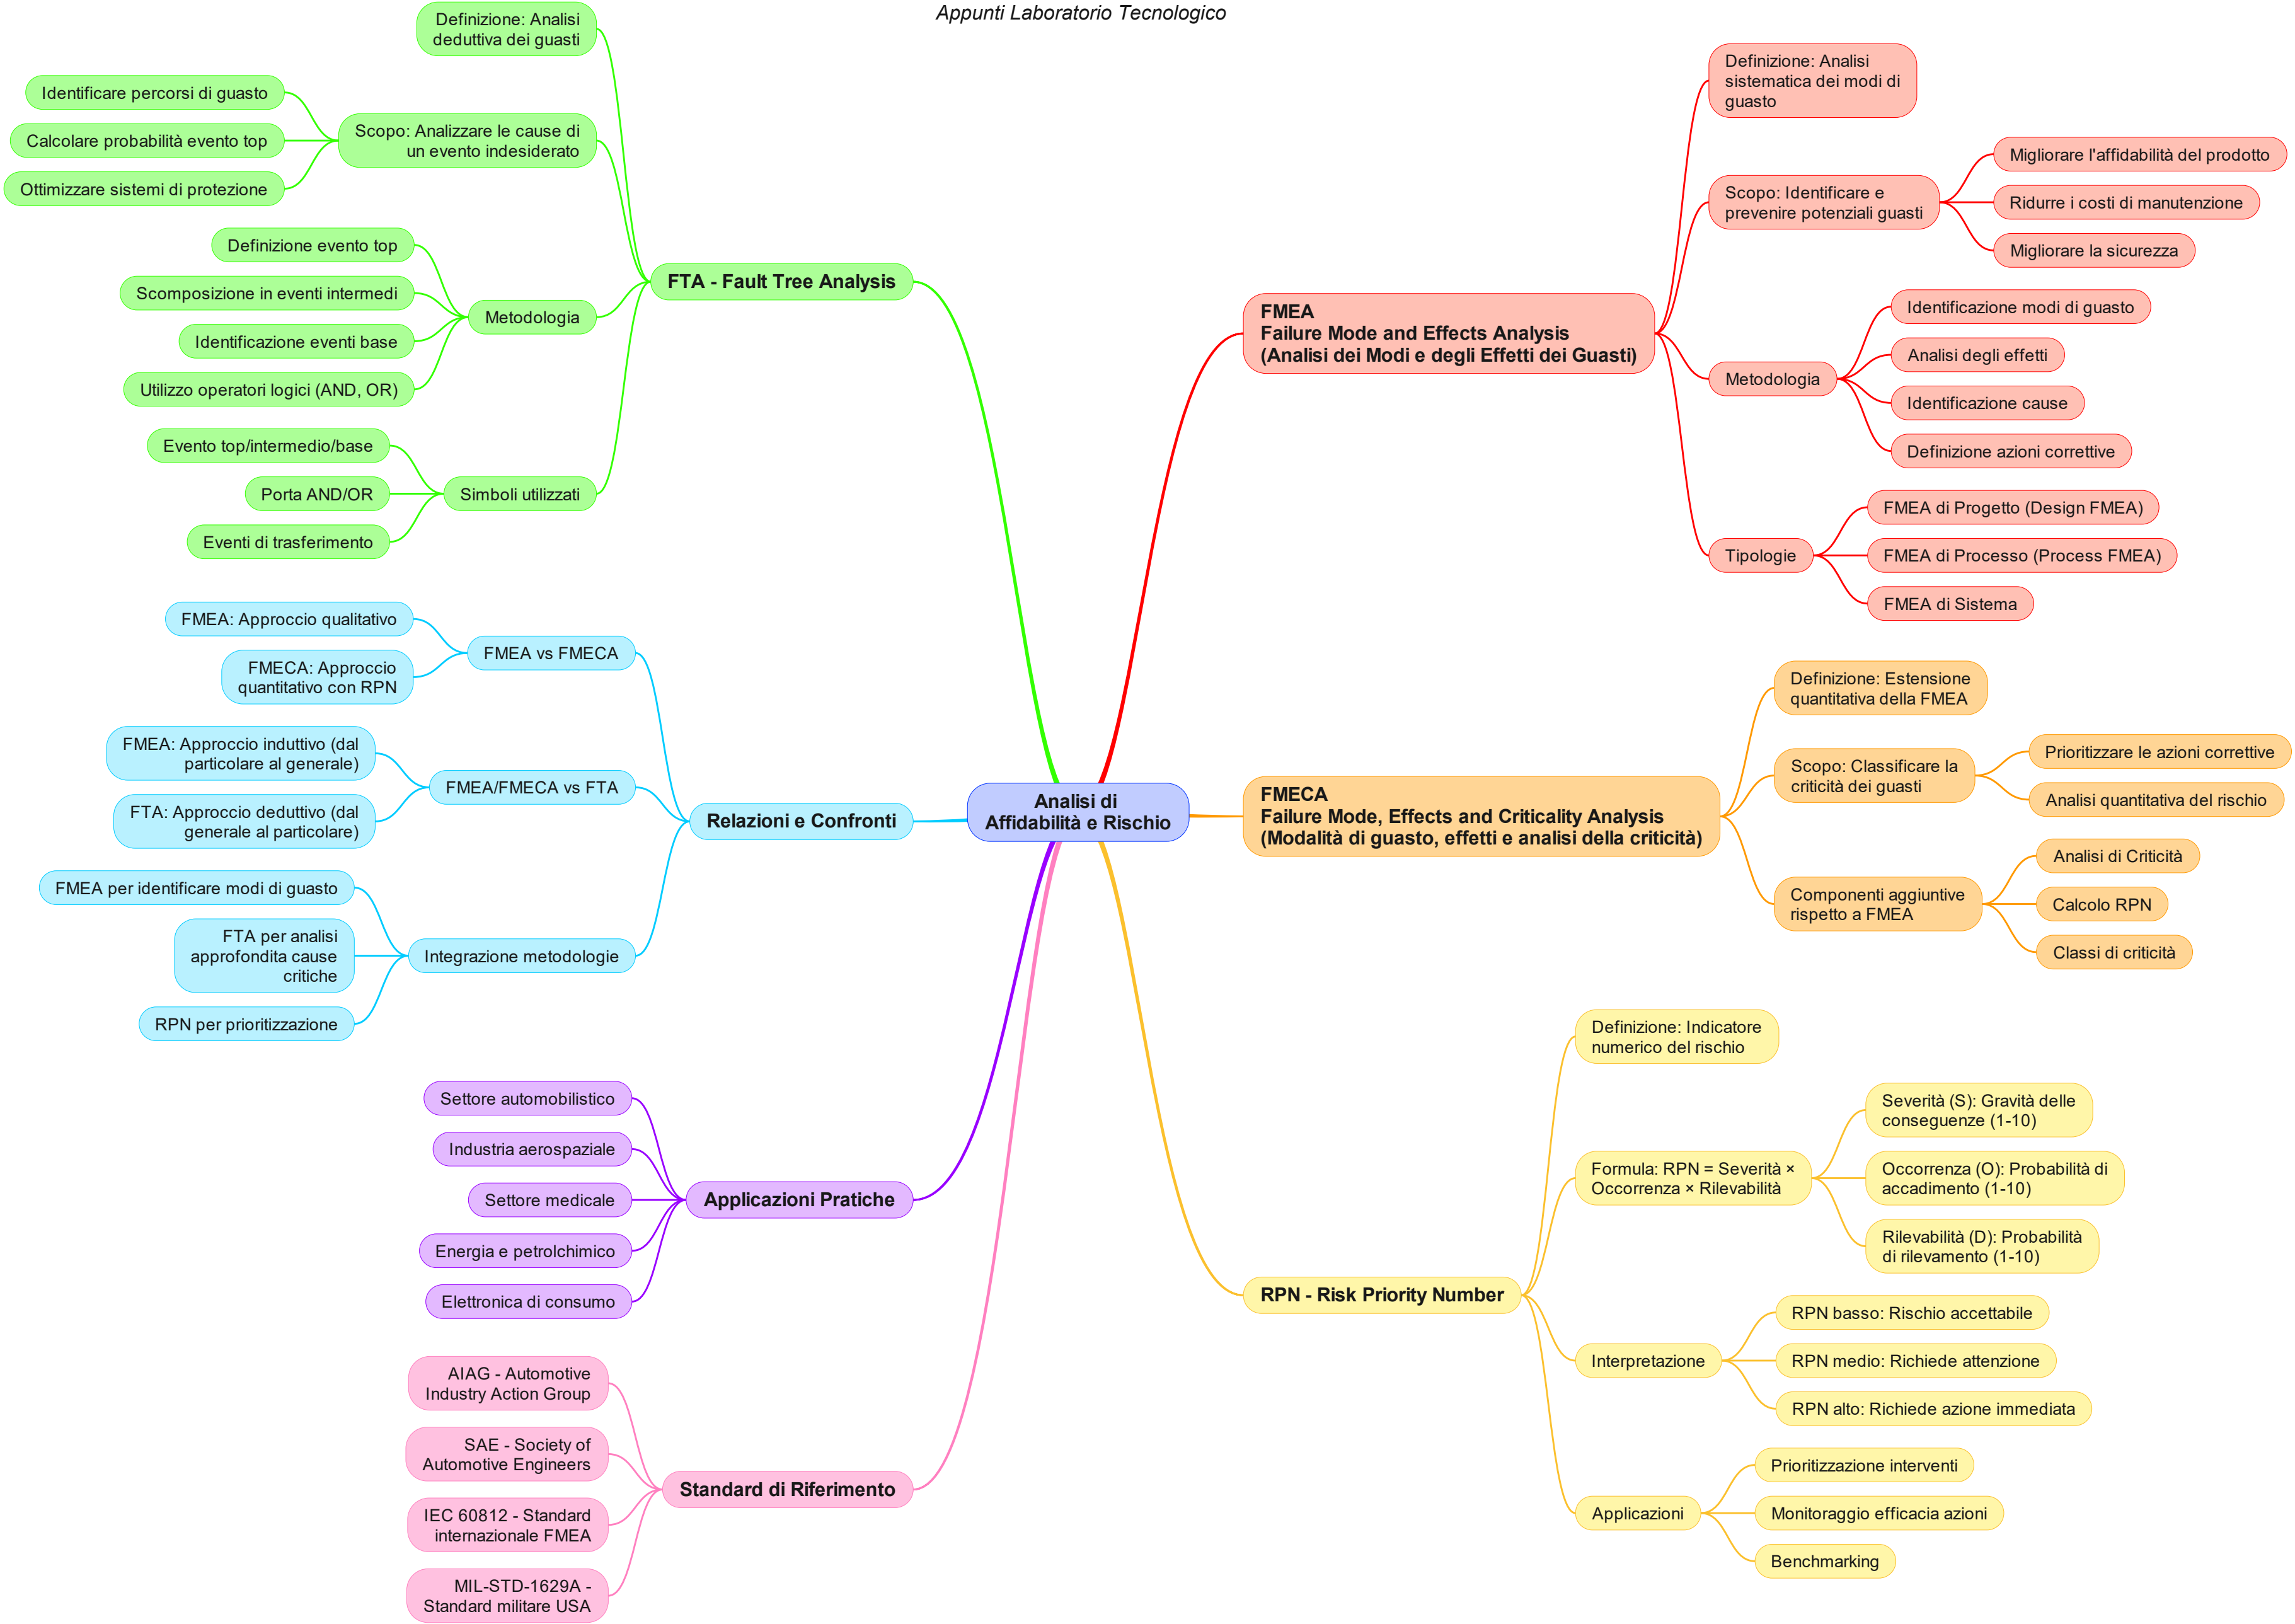 Appunti Laboratorio Tecnologico
Analisi di
Affidabilità e Rischio
FMEA
Failure Mode and Effects Analysis
(Analisi dei Modi e degli Effetti dei Guasti)
Definizione: Analisi
sistematica dei modi di
guasto
Scopo: Identificare e
prevenire potenziali guasti
Migliorare l'affidabilità del prodotto
Ridurre i costi di manutenzione
Migliorare la sicurezza
Metodologia
Identificazione modi di guasto
Analisi degli effetti
Identificazione cause
Definizione azioni correttive
Tipologie
FMEA di Progetto (Design FMEA)
FMEA di Processo (Process FMEA)
FMEA di Sistema
FMECA
Failure Mode, Effects and Criticality Analysis
(Modalità di guasto, effetti e analisi della criticità)
Definizione: Estensione
quantitativa della FMEA
Scopo: Classificare la
criticità dei guasti
Prioritizzare le azioni correttive
Analisi quantitativa del rischio
Componenti aggiuntive
rispetto a FMEA
Analisi di Criticità
Calcolo RPN
Classi di criticità
RPN - Risk Priority Number
Definizione: Indicatore
numerico del rischio
Formula: RPN = Severità ×
Occorrenza × Rilevabilità
Severità (S): Gravità delle
conseguenze (1-10)
Occorrenza (O): Probabilità di
accadimento (1-10)
Rilevabilità (D): Probabilità
di rilevamento (1-10)
Interpretazione
RPN basso: Rischio accettabile
RPN medio: Richiede attenzione
RPN alto: Richiede azione immediata
Applicazioni
Prioritizzazione interventi
Monitoraggio efficacia azioni
Benchmarking
FTA - Fault Tree Analysis
Definizione: Analisi
deduttiva dei guasti
Scopo: Analizzare le cause di
un evento indesiderato
Identificare percorsi di guasto
Calcolare probabilità evento top
Ottimizzare sistemi di protezione
Metodologia
Definizione evento top
Scomposizione in eventi intermedi
Identificazione eventi base
Utilizzo operatori logici (AND, OR)
Simboli utilizzati
Evento top/intermedio/base
Porta AND/OR
Eventi di trasferimento
Relazioni e Confronti
FMEA vs FMECA
FMEA: Approccio qualitativo
FMECA: Approccio
quantitativo con RPN
FMEA/FMECA vs FTA
FMEA: Approccio induttivo (dal
particolare al generale)
FTA: Approccio deduttivo (dal
generale al particolare)
Integrazione metodologie
FMEA per identificare modi di guasto
FTA per analisi
approfondita cause
critiche
RPN per prioritizzazione
Applicazioni Pratiche
Settore automobilistico
Industria aerospaziale
Settore medicale
Energia e petrolchimico
Elettronica di consumo
Standard di Riferimento
AIAG - Automotive
Industry Action Group
SAE - Society of
Automotive Engineers
IEC 60812 - Standard
internazionale FMEA
MIL-STD-1629A -
Standard militare USA